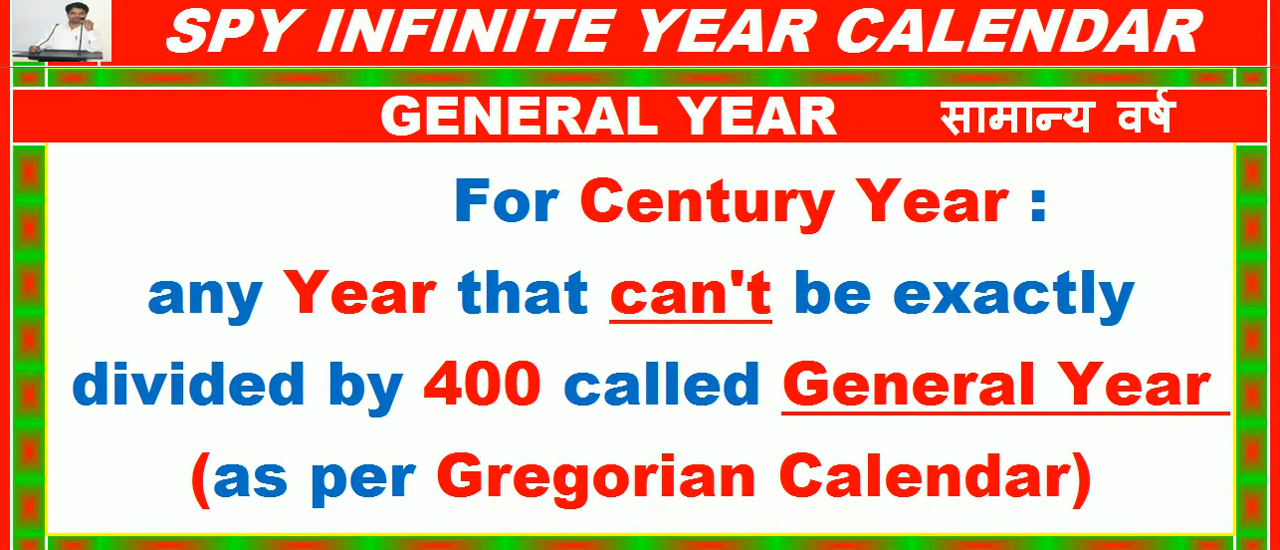 SPY INFINITE YEAR CALENDAR
GENERAL YEAR सामान्य वर्ष
For Century Year :
any Year that can't be exactly
divided by 400 called General Year
(as per Gregorian Calendar)